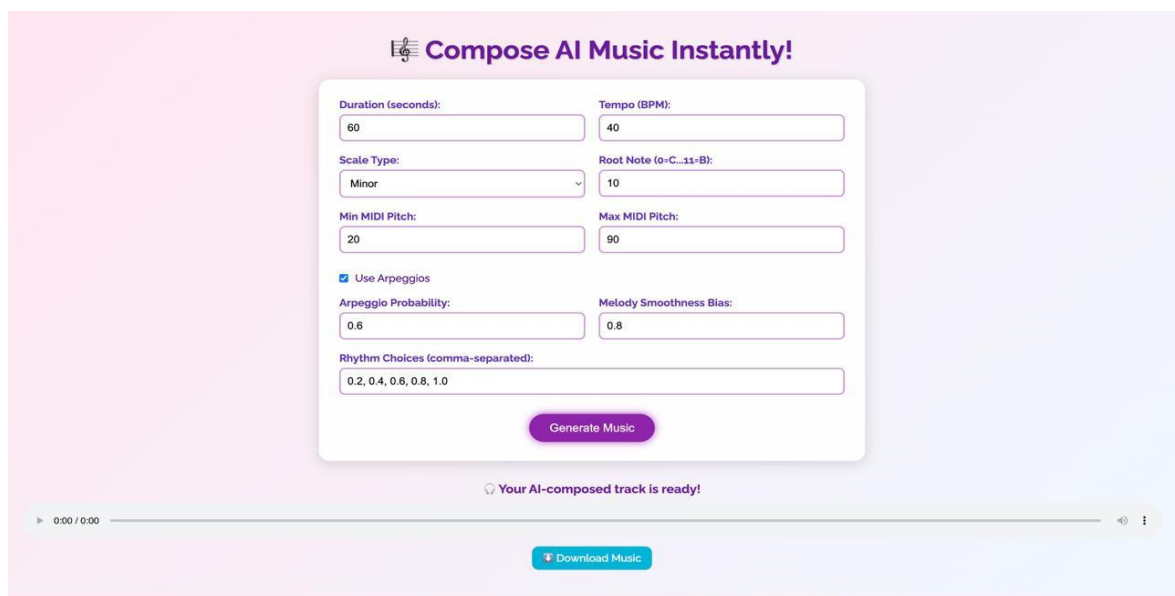 Compose AI Music Instantly!
Duration (seconds): Tempo (BPM):
60 40
Scale Type: Root Note (0=C...11=B):
Minor 10
Min MIDI Pitch: Max MIDI Pitch:
20 90
Use Arpeggios
Arpeggio Probability: Melody Smoothness Bias:
0.6 0.8
Rhythm Choices (comma-separated):
0.2, 0.4, 0.6, 0.8, 1.0
Generate Music
Your AI-composed track is ready!
0:00 / 0:00
Download Music